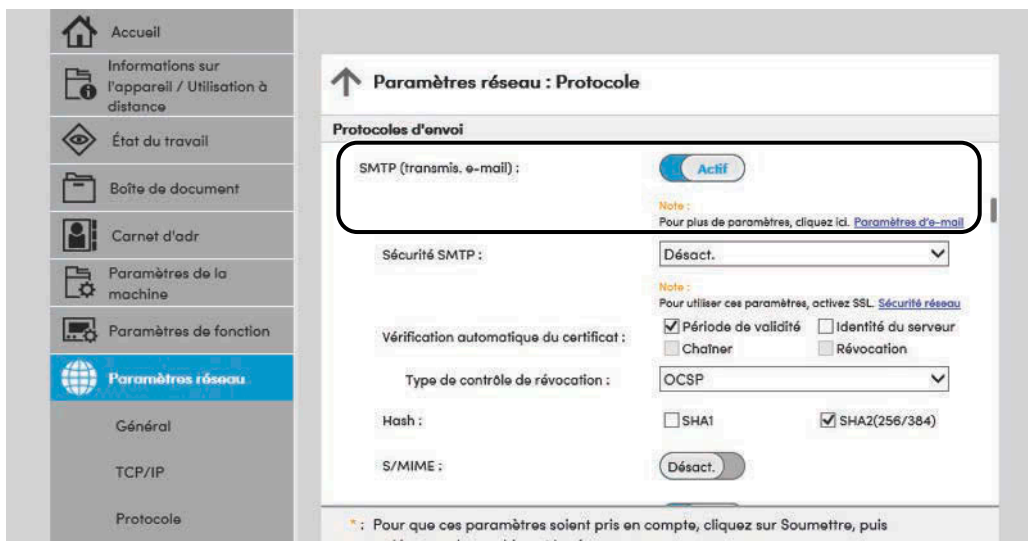 Accueil
Informations sur
l'appareil / Utilisation à
distance
État du travail
Boîte de document
Carnet d'adr
Paramètres de la
machine
Paramètres de fonction
Paramètres réseau
Général
TCP/IP
Protocole
Paramètres réseau : Protocole
Protocoles d'envoi
SMTP (transmis. e-mail) : Actif
Note :
Pour plus de paramètres, cliquez ici. Paramètres d'e-mail
Sécurité SMTP : Désact.
Note :
Pour utiliser ces paramètres, activez SSL. Sécurité réseau
Vérification automatique du certificat : Période de validité Identité du serveur
Chaîner Révocation
Type de contrôle de révocation : OCSP
Hash : SHA1 SHA2(256/384)
S/MIME : Désact.
* : Pour que ces paramètres soient pris en compte, cliquez sur Soumettre, puis